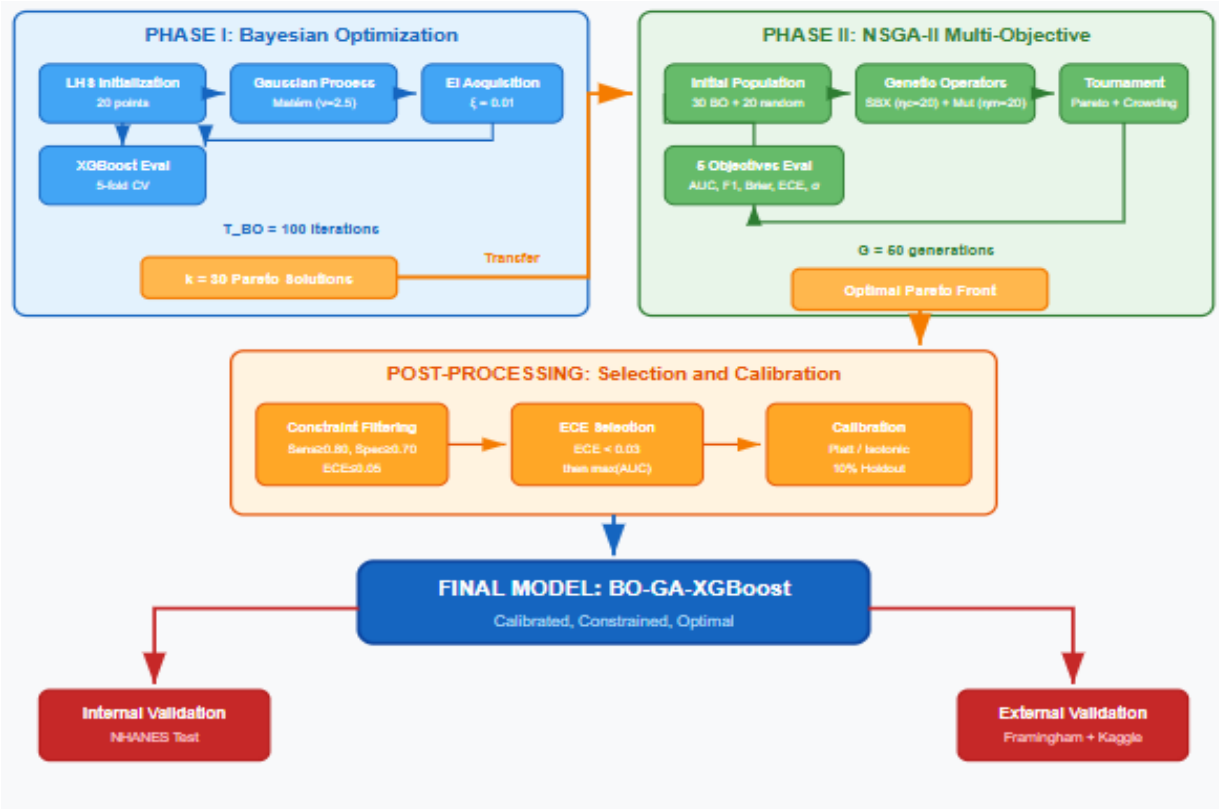 PHASE I: Bayesian Optimization
LHS Initialization
20 points
Gaussian Process
Matérn (ν=2.5)
EI Acquisition
ξ = 0.01
XGBoost Eval
5-fold CV
T_BO = 100 iterations
k = 30 Pareto Solutions
Transfer
PHASE II: NSGA-II Multi-Objective
Initial Population
30 BO + 20 random
Genetic Operators
SBX (ηc=20) + Mut (ηm=20)
Tournament
Pareto + Crowding
5 Objectives Eval
AUC, F1, Brier, ECE, σ
G = 50 generations
Optimal Pareto Front
POST-PROCESSING: Selection and Calibration
Constraint Filtering
Sens≥0.80, Spec≥0.70
ECE≤0.05
ECE Selection
ECE < 0.03
then max(AUC)
Calibration
Platt / Isotonic
10% Holdout
FINAL MODEL: BO-GA-XGBoost
Calibrated, Constrained, Optimal
Internal Validation
NHANES Test
External Validation
Framingham + Kaggle